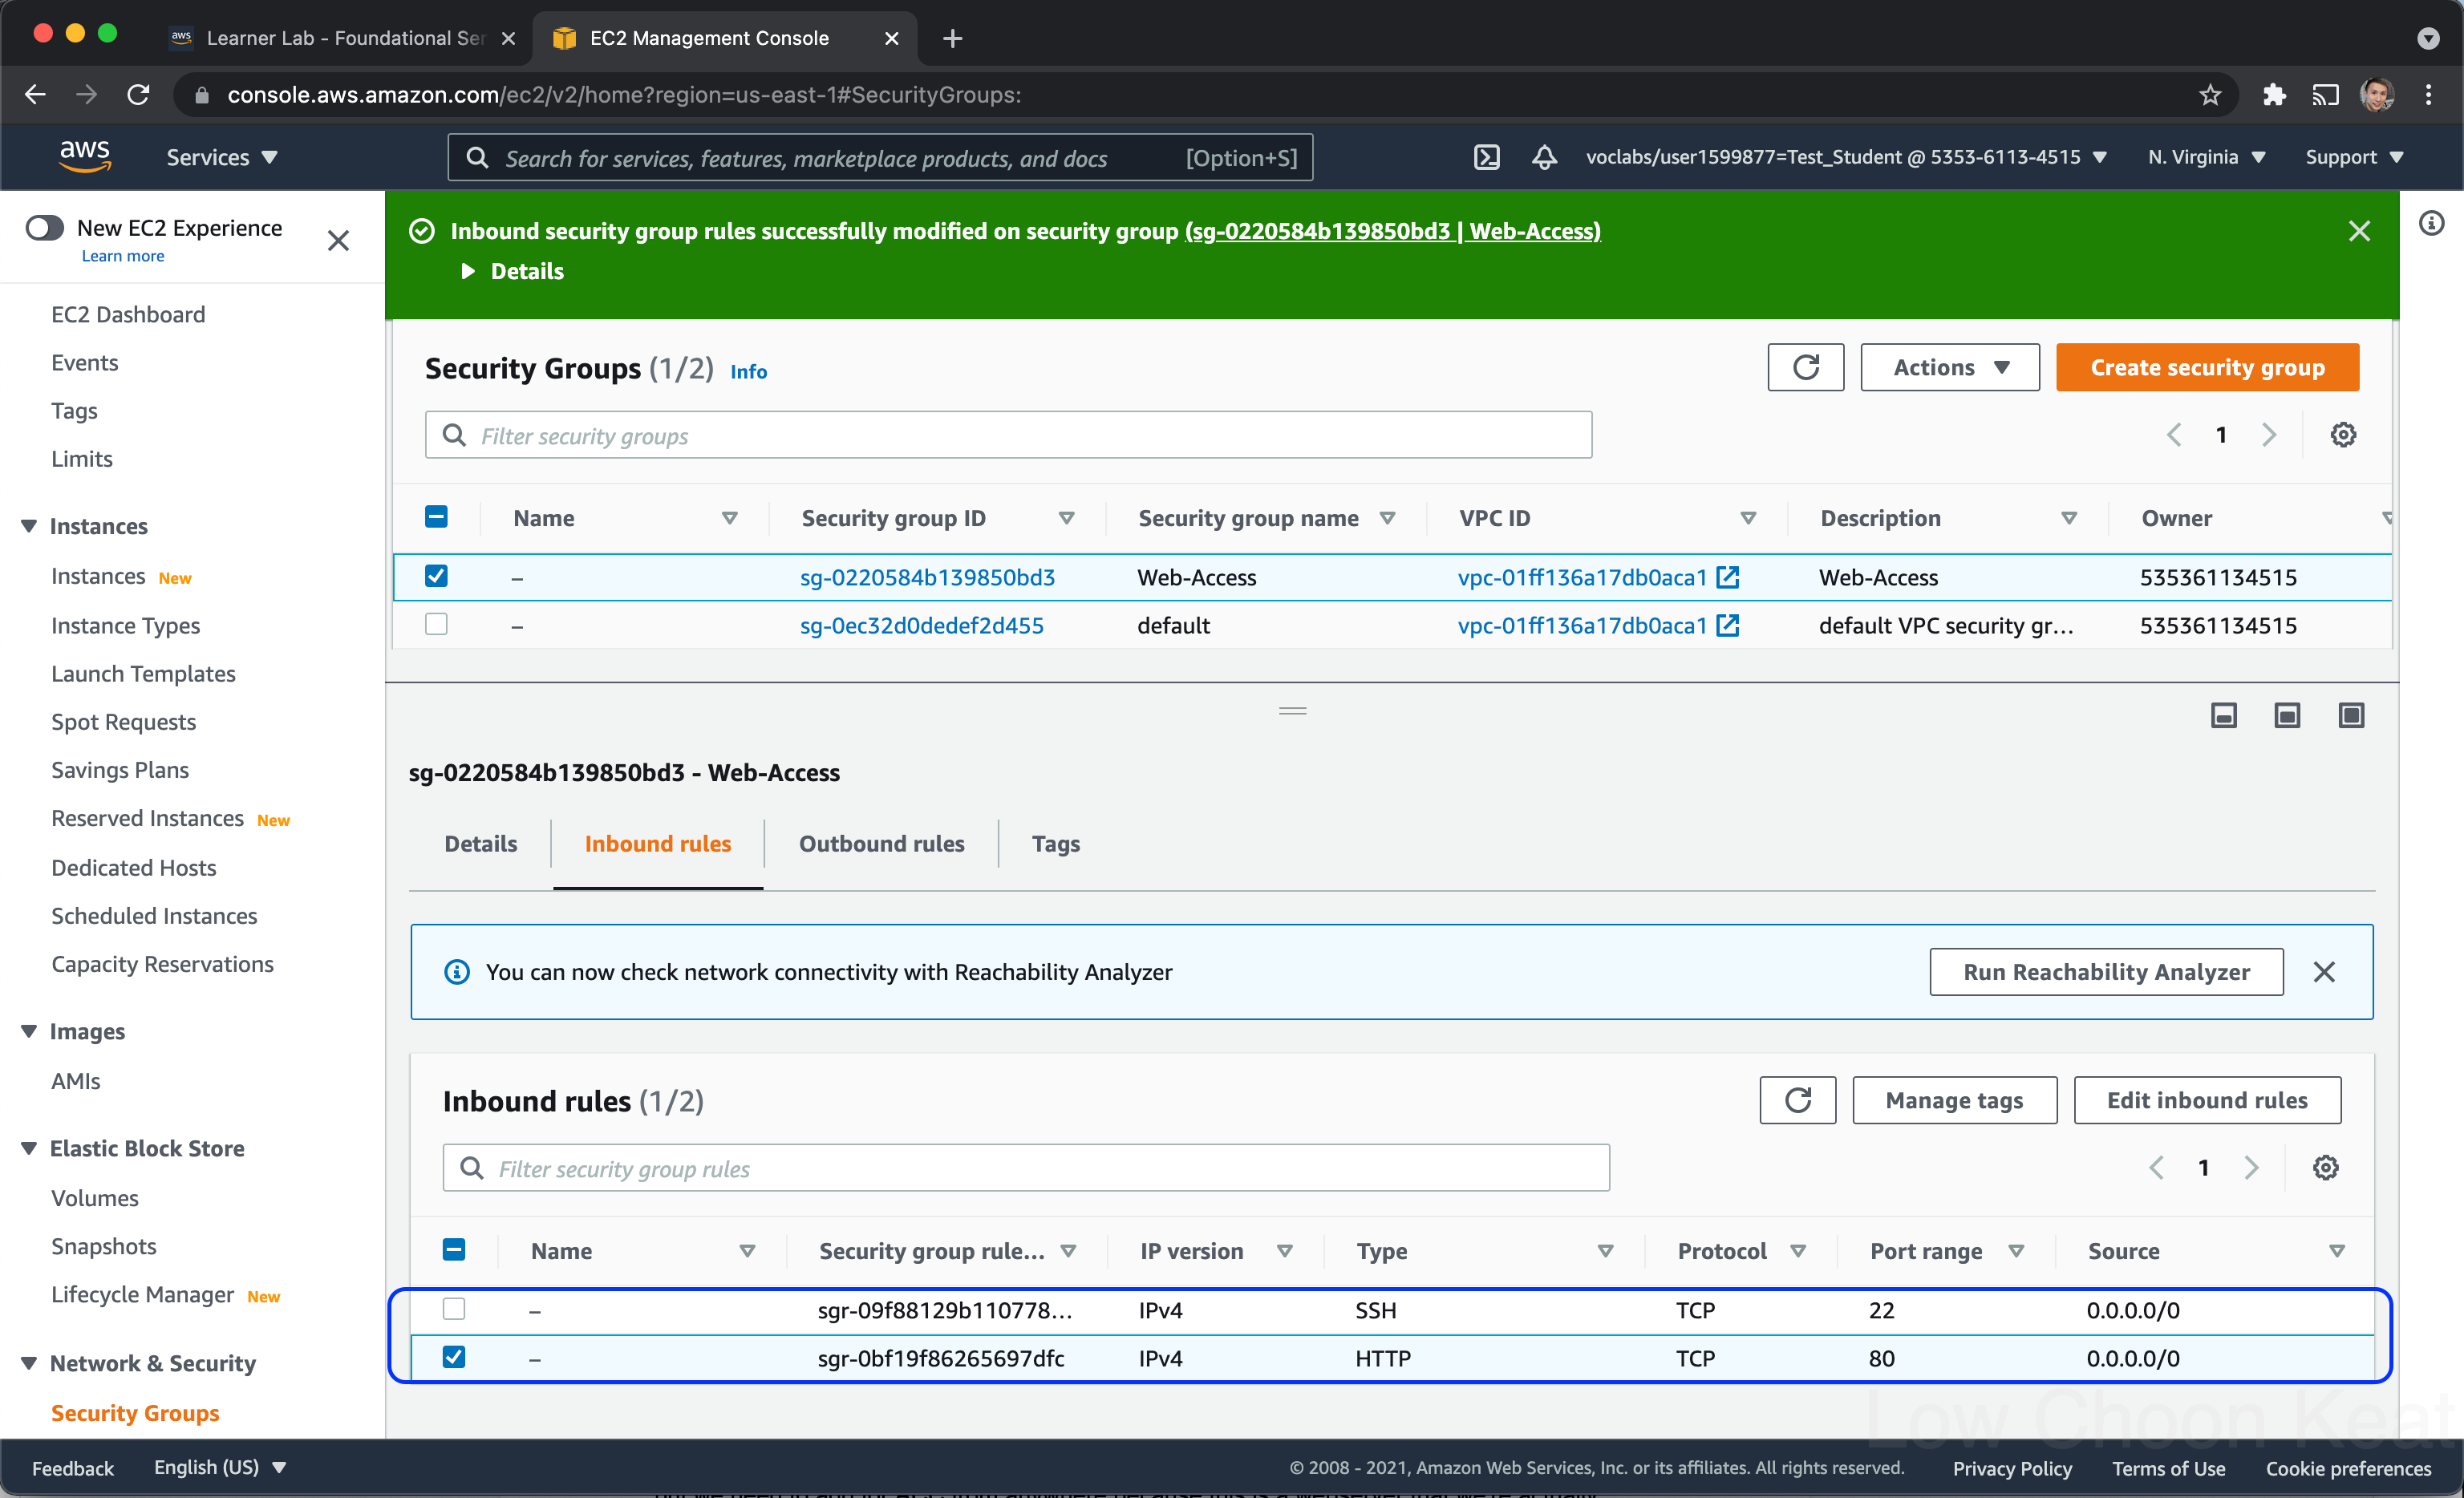 aws Learner Lab - Foundational Ser
EC2 Management Console
console.aws.amazon.com/ec2/v2/home?region=us-east-1#SecurityGroups:
aws Services Search for services, features, marketplace products, and docs [Option+S] voclabs/user1599877=Test_Student @ 5353-6113-4515 N. Virginia Support
New EC2 Experience
Learn more
EC2 Dashboard
Events
Tags
Limits
Instances
Instances New
Instance Types
Launch Templates
Spot Requests
Savings Plans
Reserved Instances New
Dedicated Hosts
Scheduled Instances
Capacity Reservations
Images
AMIs
Elastic Block Store
Volumes
Snapshots
Lifecycle Manager New
Network & Security
Security Groups
Inbound security group rules successfully modified on security group (sg-0220584b139850bd3 | Web-Access)
Details
Security Groups (1/2) Info Actions Create security group
Filter security groups 1
Name Security group ID Security group name VPC ID Description Owner
– sg-0220584b139850bd3 Web-Access vpc-01ff136a17db0aca1 Web-Access 535361134515
– sg-0ec32d0dedef2d455 default vpc-01ff136a17db0aca1 default VPC security gr... 535361134515
sg-0220584b139850bd3 - Web-Access
Details Inbound rules Outbound rules Tags
You can now check network connectivity with Reachability Analyzer Run Reachability Analyzer
Inbound rules (1/2) Manage tags Edit inbound rules
Filter security group rules 1
Name Security group rule... IP version Type Protocol Port range Source
– sgr-09f88129b110778... IPv4 SSH TCP 22 0.0.0.0/0
– sgr-0bf19f86265697dfc IPv4 HTTP TCP 80 0.0.0.0/0
Low Choon Keat
Feedback English (US) © 2008 - 2021, Amazon Web Services, Inc. or its affiliates. All rights reserved. Privacy Policy Terms of Use Cookie preferences